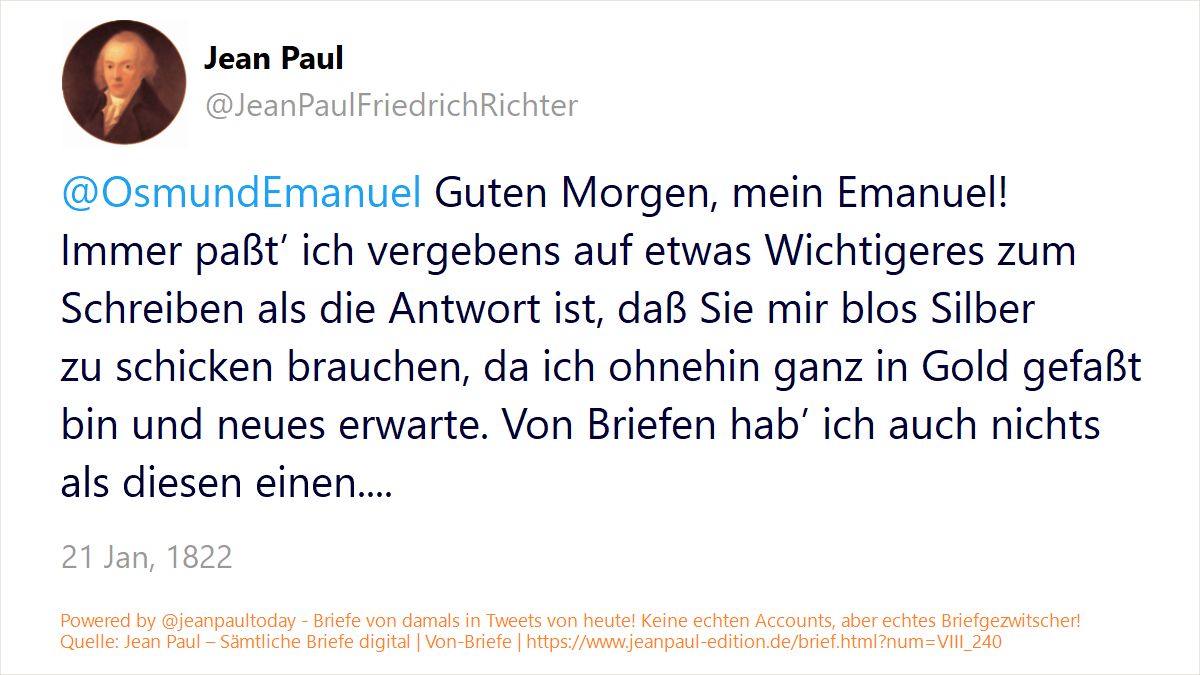 Jean Paul
@JeanPaulFriedrichRichter
@OsmundEmanuel Guten Morgen, mein Emanuel!
Immer paßt’ ich vergebens auf etwas Wichtigeres zum
Schreiben als die Antwort ist, daß Sie mir blos Silber
zu schicken brauchen, da ich ohnehin ganz in Gold gefaßt
bin und neues erwarte. Von Briefen hab’ ich auch nichts
als diesen einen....
21 Jan, 1822
Powered by @jeanpaultoday - Briefe von damals in Tweets von heute! Keine echten Accounts, aber echtes Briefgezwitscher!
Quelle: Jean Paul – Sämtliche Briefe digital | Von-Briefe | https://www.jeanpaul-edition.de/brief.html?num=VIII_240